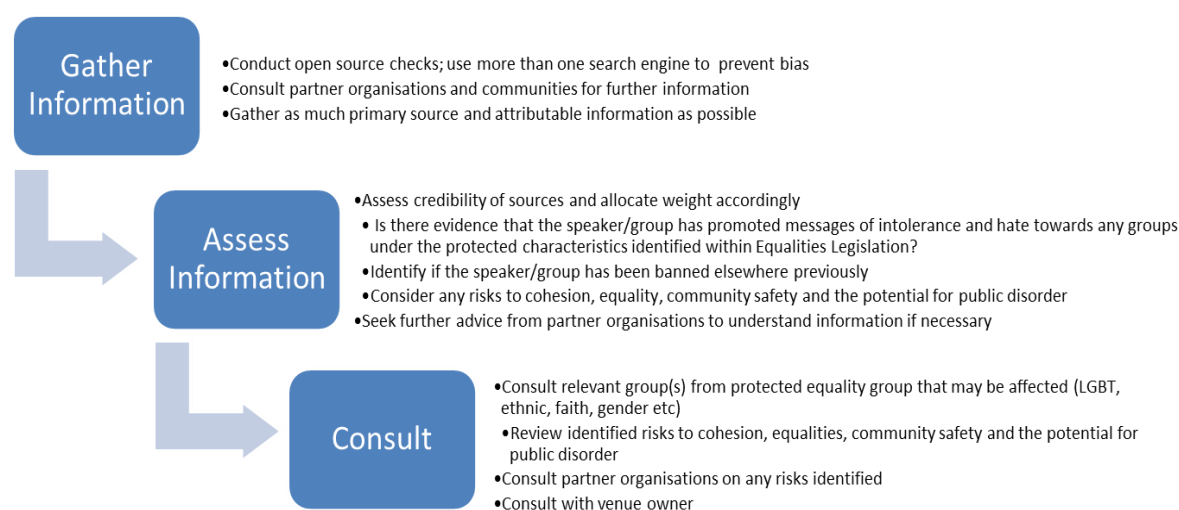 Gather
Information
•Conduct open source checks; use more than one search engine to prevent bias
•Consult partner organisations and communities for further information
•Gather as much primary source and attributable information as possible
Assess
Information
•Assess credibility of sources and allocate weight accordingly
• Is there evidence that the speaker/group has promoted messages of intolerance and hate towards any groups
under the protected characteristics identified within Equalities Legislation?
•Identify if the speaker/group has been banned elsewhere previously
•Consider any risks to cohesion, equality, community safety and the potential for public disorder
•Seek further advice from partner organisations to understand information if necessary
Consult
•Consult relevant group(s) from protected equality group that may be affected (LGBT,
ethnic, faith, gender etc)
•Review identified risks to cohesion, equalities, community safety and the potential for
public disorder
•Consult partner organisations on any risks identified
•Consult with venue owner